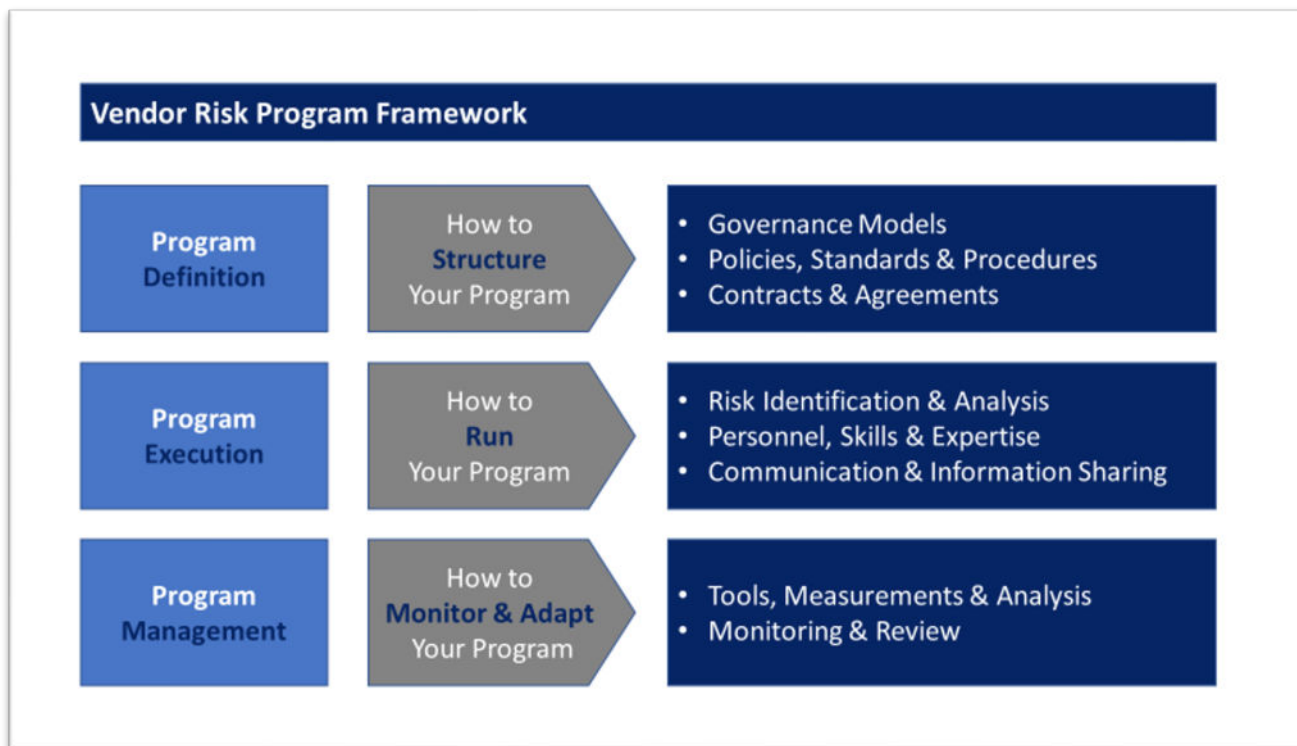 Vendor Risk Program Framework
Program
Definition
How to
Structure
Your Program
• Governance Models
• Policies, Standards & Procedures
• Contracts & Agreements
Program
Execution
How to
Run
Your Program
• Risk Identification & Analysis
• Personnel, Skills & Expertise
• Communication & Information Sharing
Program
Management
How to
Monitor & Adapt
Your Program
• Tools, Measurements & Analysis
• Monitoring & Review